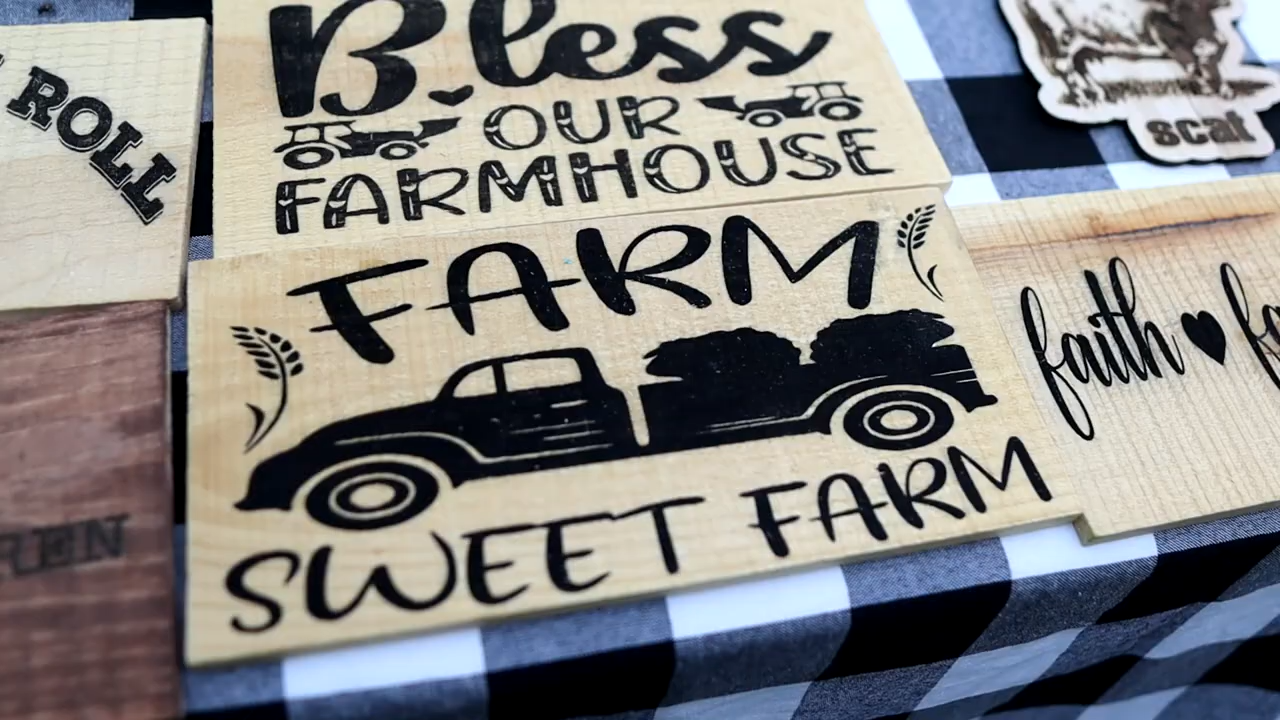 ROLL
Bless
OUR
FARMHOUSE
scat
FARM
SWEET FARM
faith